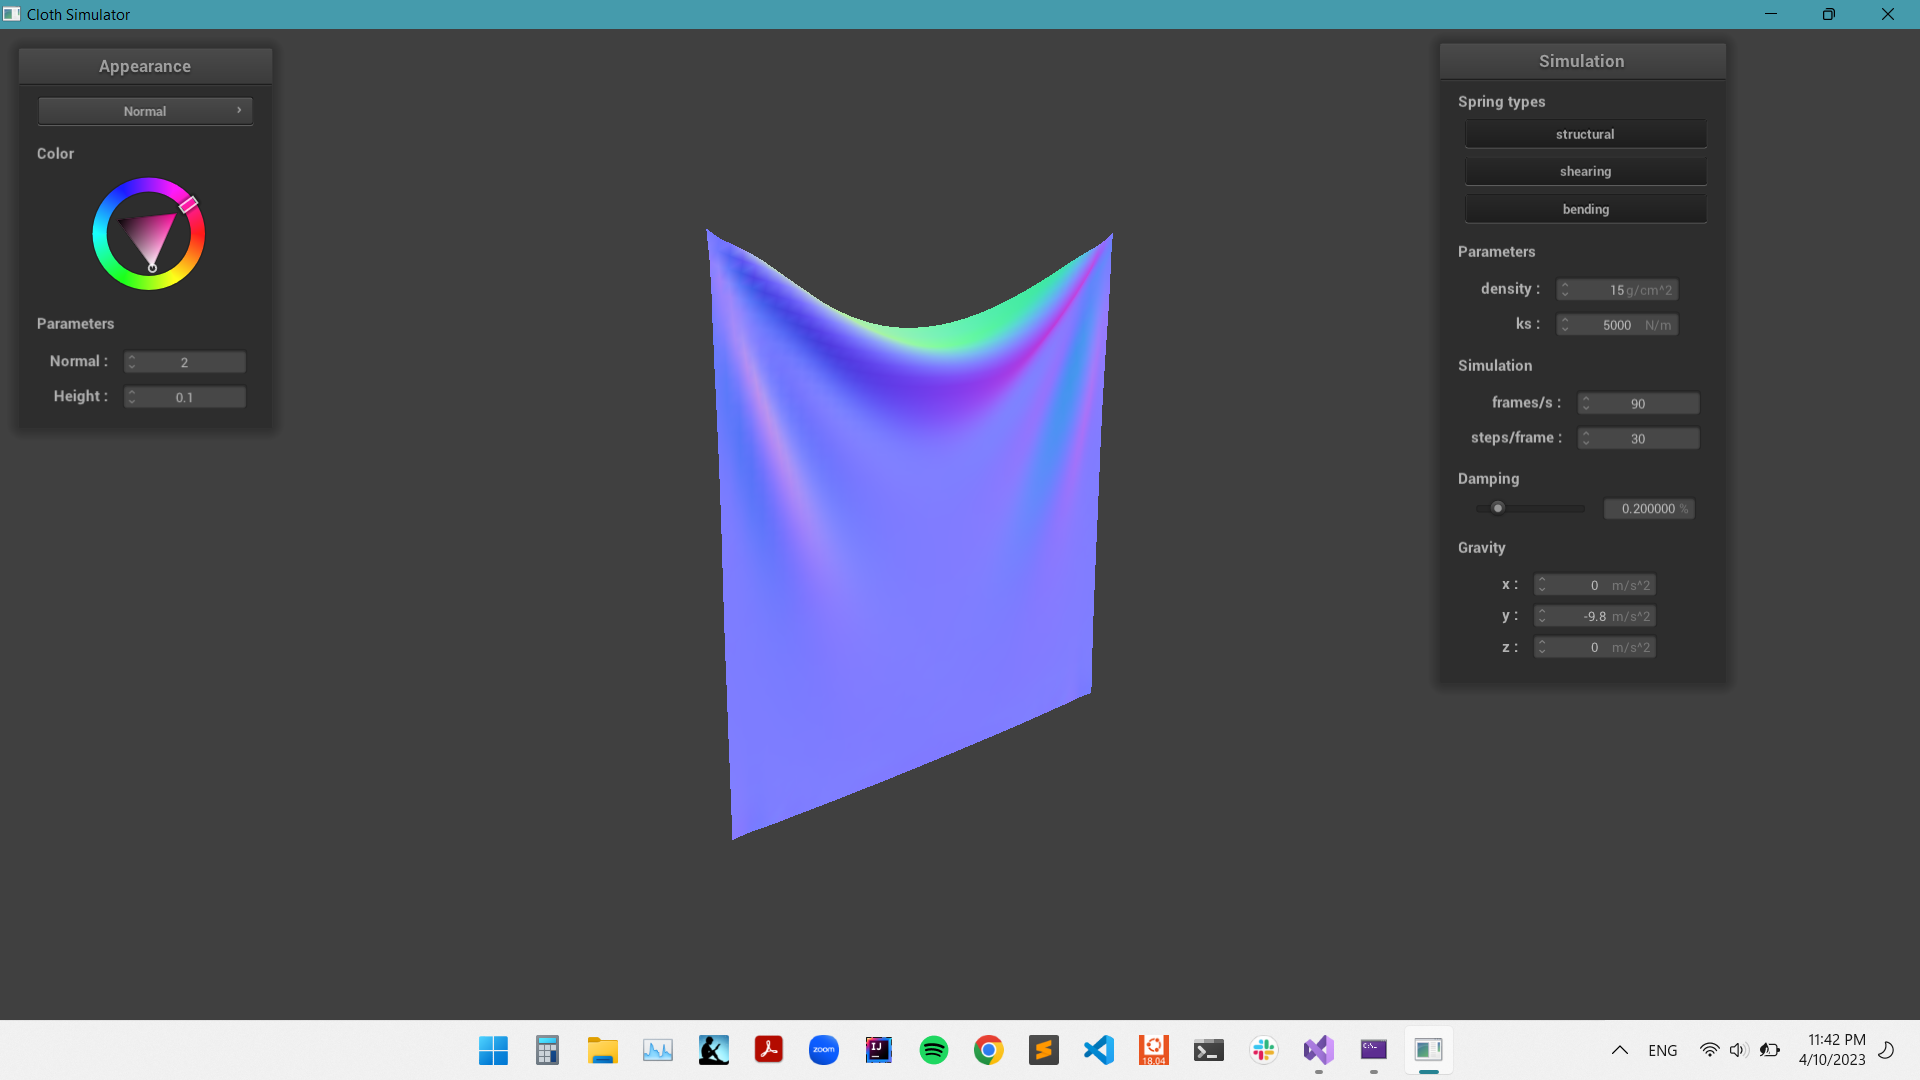 Cloth Simulator
Appearance
Normal
Color
Parameters
Normal : 2
Height : 0.1
Simulation
Spring types
structural
shearing
bending
Parameters
density : 15 g/cm^2
ks : 5000 N/m
Simulation
frames/s : 90
steps/frame : 30
Damping
0.200000 %
Gravity
x : 0 m/s^2
y : -9.8 m/s^2
z : 0 m/s^2
zoom
IJ
18.04
ENG
11:42 PM
4/10/2023